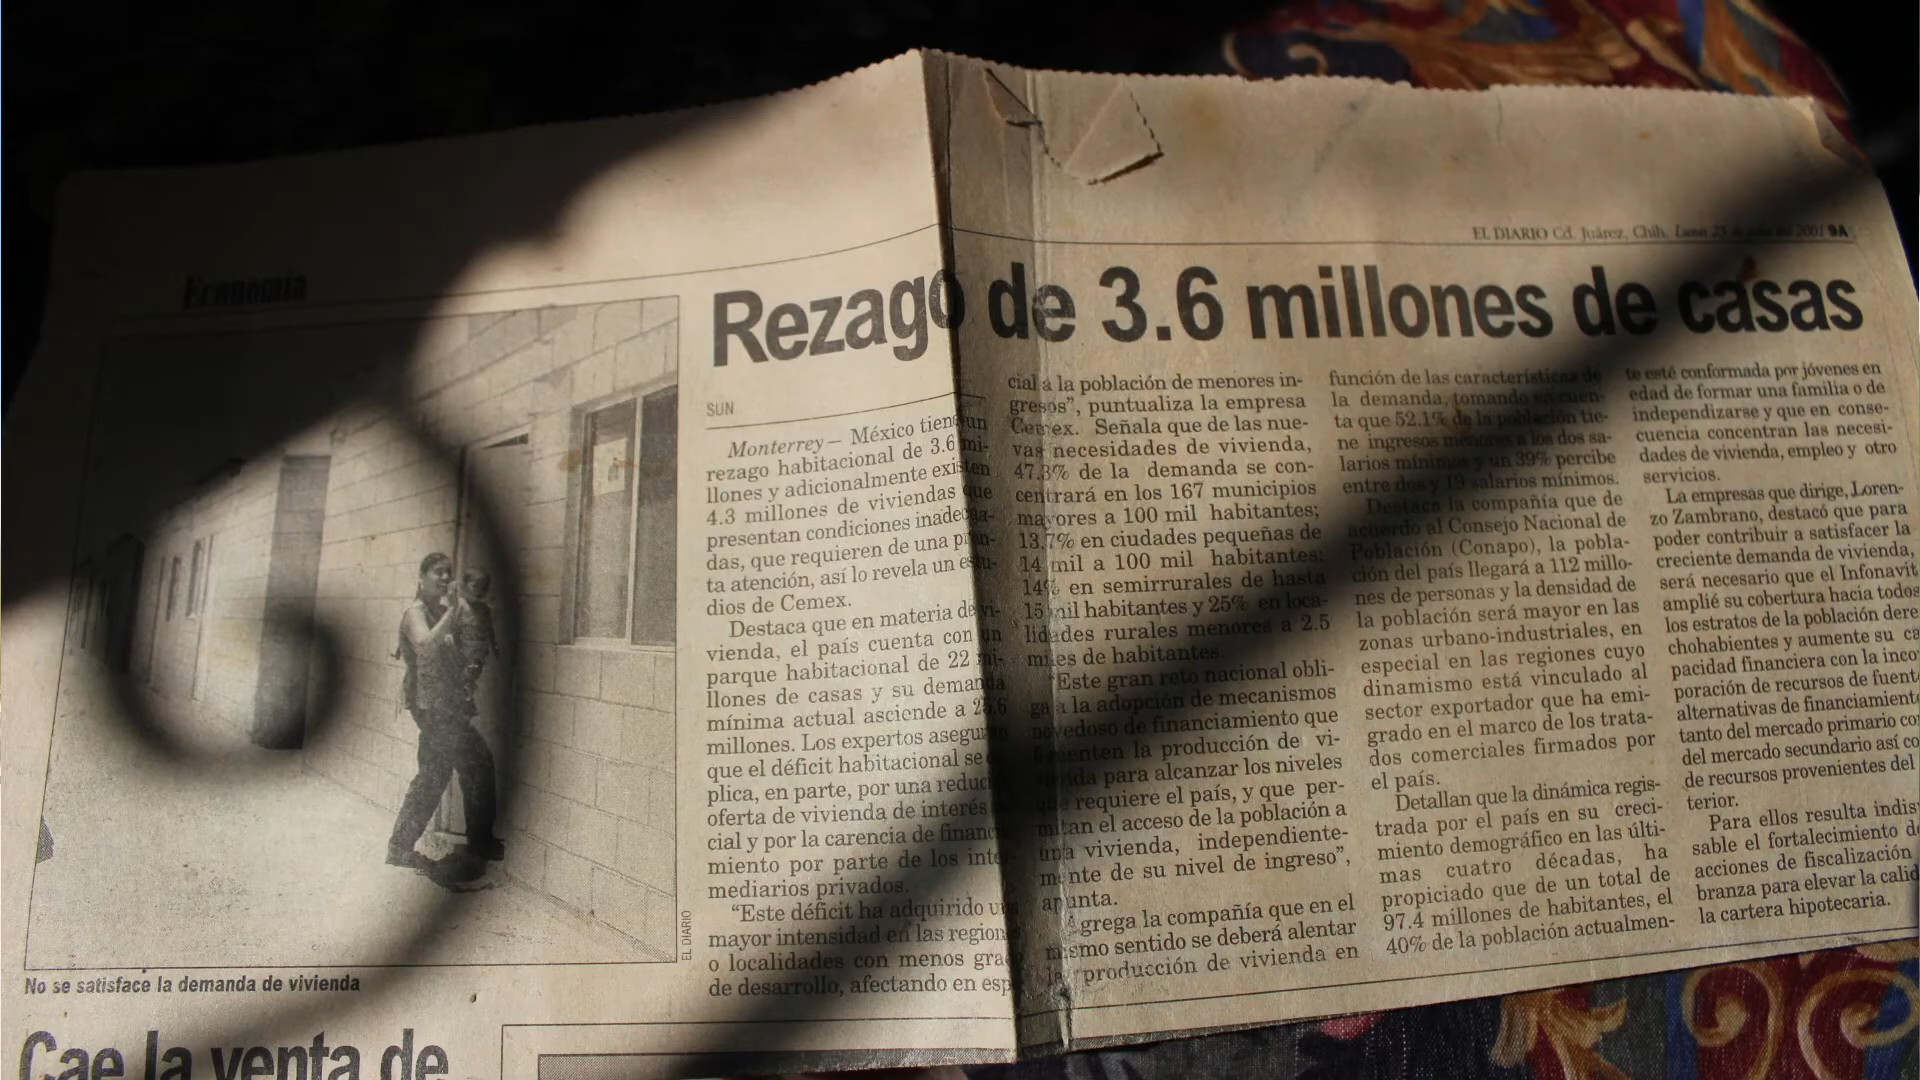 EL DIARIO Cd. Juárez, Chih. Lunes 23 2001 9A
Economía
Rezago de 3.6 millones de casas
SUN
Monterrey— México tiene un
rezago habitacional de 3.6 mi-
llones y adicionalmente existen
4.3 millones de viviendas que
presentan condiciones inadecua-
das, que requieren de una pron-
ta atención, así lo revela un estu-
dios de Cemex.
Destaca que en materia de vi-
vienda, el país cuenta con un
parque habitacional de 22 mi-
llones de casas y su demanda
mínima actual asciende a 25.6
millones. Los expertos aseguran
que el déficit habitacional se
plica, en parte, por una reduc
oferta de vivienda de interés
cial y por la carencia de financ
miento por parte de los inte
mediarios privados.
“Este déficit ha adquirido u
mayor intensidad en las region
o localidades con menos gra
de desarrollo, afectando en esp
cial a la población de menores in-
gresos”, puntualiza la empresa
Cemex. Señala que de las nue-
vas necesidades de vivienda,
47.3% de la demanda se con-
centrará en los 167 municipios
mayores a 100 mil habitantes;
13.7% en ciudades pequeñas de
14 mil a 100 mil habitantes;
14% en semirrurales de hasta
15 mil habitantes y 25% en loca-
lidades rurales menores a 2.5
miles de habitantes.
“Este gran reto nacional obli-
ga a la adopción de mecanismos
novedoso de financiamiento que
fomenten la producción de vi-
vienda para alcanzar los niveles
que requiere el país, y que per-
mitan el acceso de la población a
una vivienda, independiente-
mente de su nivel de ingreso”,
apunta.
Agrega la compañía que en el
mismo sentido se deberá alentar
la producción de vivienda en
función de las características de
la demanda, tomando en cuen-
ta que 52.1% de la población tie-
ne ingresos menores a los dos sa-
larios mínimos y un 39% percibe
entre dos y 19 salarios mínimos.
Destaca la compañía que de
acuerdo al Consejo Nacional de
Población (Conapo), la pobla-
ción del país llegará a 112 millo-
nes de personas y la densidad de
la población será mayor en las
zonas urbano-industriales, en
especial en las regiones cuyo
dinamismo está vinculado al
sector exportador que ha emi-
grado en el marco de los trata-
dos comerciales firmados por
el país.
Detallan que la dinámica regis-
trada por el país en su creci-
miento demográfico en las últi-
mas cuatro décadas, ha
propiciado que de un total de
97.4 millones de habitantes, el
40% de la población actualmen-
te esté conformada por jóvenes en
edad de formar una familia o de
independizarse y que en conse-
cuencia concentran las necesi-
dades de vivienda, empleo y otro
servicios.
La empresas que dirige, Loren-
zo Zambrano, destacó que para
poder contribuir a satisfacer la
creciente demanda de vivienda,
será necesario que el Infonavit
amplié su cobertura hacia todos
los estratos de la población dere
chohabientes y aumente su ca
pacidad financiera con la inco
poración de recursos de fuent
alternativas de financiamient
tanto del mercado primario co
del mercado secundario así co
de recursos provenientes del
terior.
Para ellos resulta indis
sable el fortalecimiento d
acciones de fiscalización
branza para elevar la calid
la cartera hipotecaria.
EL DIARIO
No se satisface la demanda de vivienda
Cae la venta de